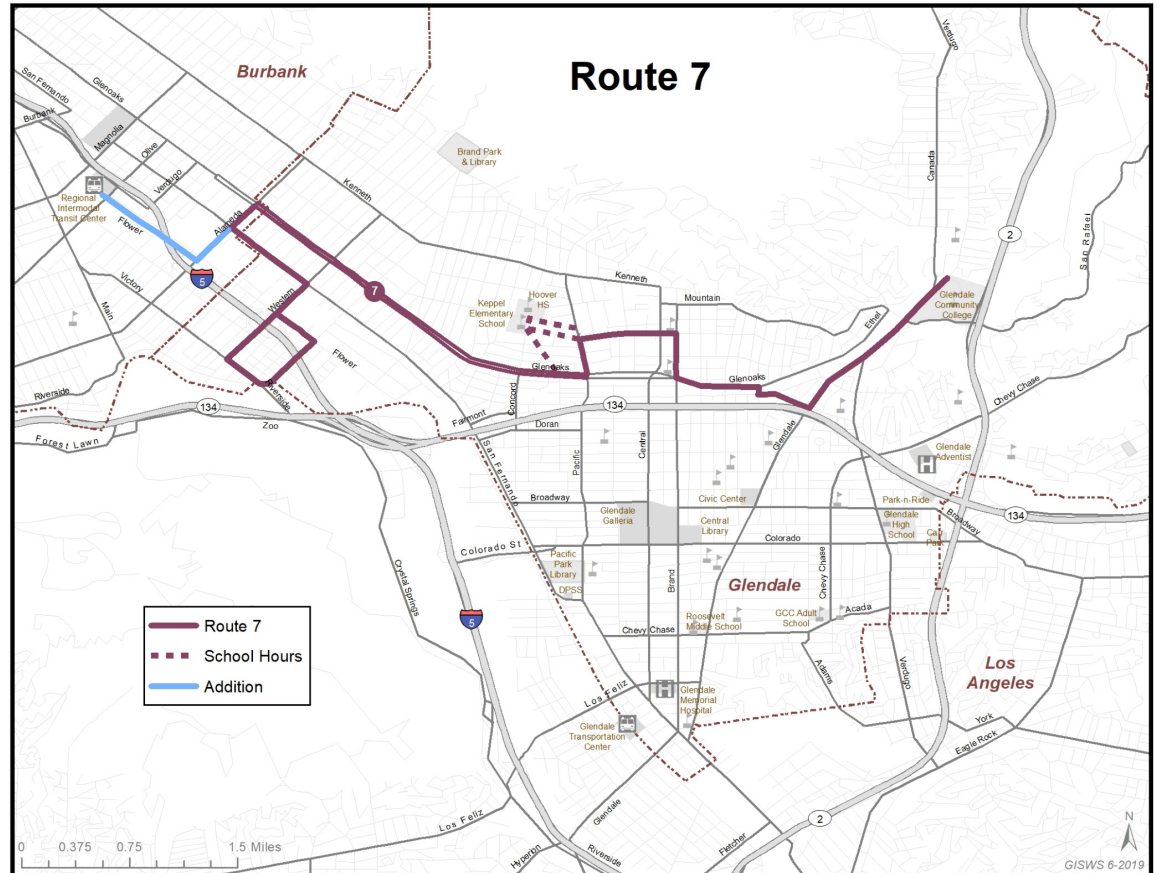 Route 7
Burbank
San Fernando
Glenoaks
Burbank
Magnolia
Olive
Verdugo
Regional
Intermodal
Transit Center
Flower
Alameda
Kenneth
Brand Park
& Library
Verdugo
Canada
2
San Rafael
5
Victory
Main
Western
7
Keppel
Elementary
School
Hoover
HS
Kenneth
Mountain
Ethel
Glendale
Community
College
Flower
Riverside
Riverside
134
Zoo
Forest Lawn
Glenoaks
Concord
Fairmont
Doran
134
Glenoaks
Chevy Chase
Glendale
Glendale
Adventist
H
San Fernando
Pacific
Central
Broadway
Glendale
Galleria
Civic Center
Central
Library
Park-n-Ride
Glendale
High
School
Broadway
134
Colorado St
Colorado
Pacific
Park
Library
DPSS
Crystal Springs
Brand
Glendale
Chevy Chase
5
Chevy Chase
Roosevelt
Middle School
GCC Adult
School
Acada
Adams
Verdugo
Los
Angeles
Los Feliz
H
Glendale
Memorial
Hospital
Glendale
Transportation
Center
York
Eagle Rock
Glendale
Los Feliz
Hyperion
Riverside
Fletcher
2
Route 7
School Hours
Addition
0 0.375 0.75 1.5 Miles
N
GISWS 6-2019